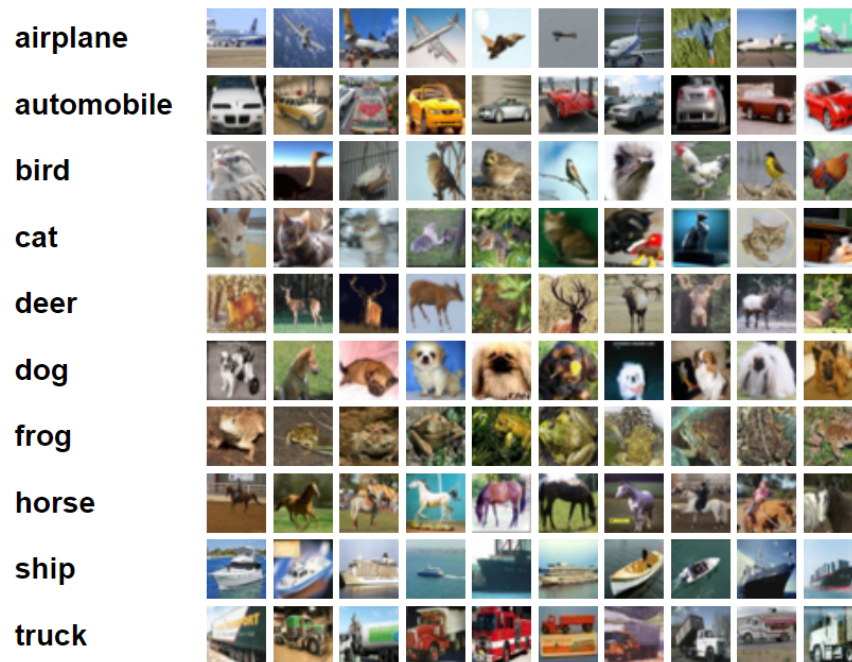 airplane
automobile
bird
cat
deer
dog
frog
horse
ship
truck